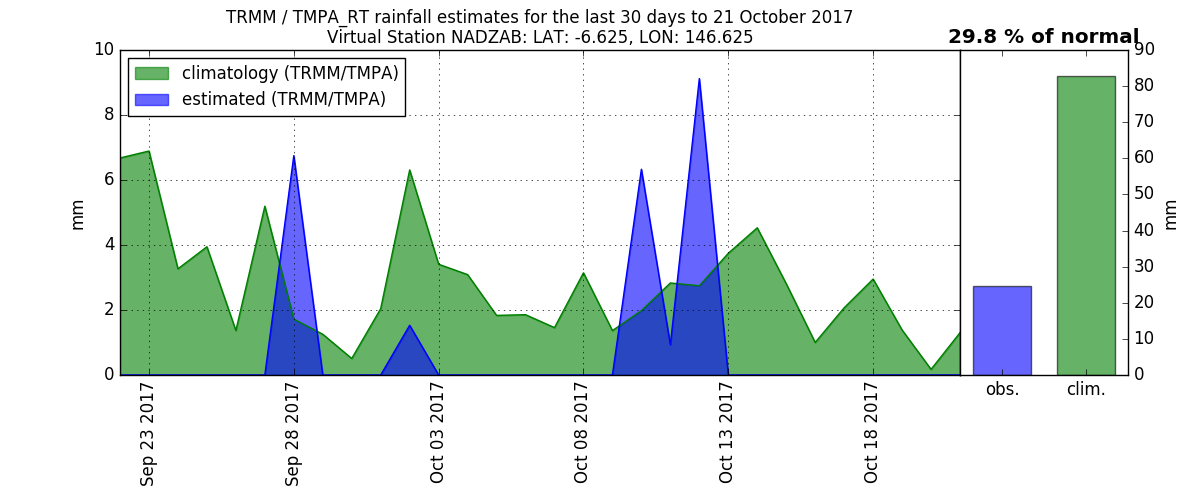 TRMM / TMPA_RT rainfall estimates for the last 30 days to 21 October 2017
Virtual Station NADZAB: LAT: -6.625, LON: 146.625
29.8 % of normal
climatology (TRMM/TMPA)
estimated (TRMM/TMPA)
10
8
6
4
2
0
mm
Sep 23 2017
Sep 28 2017
Oct 03 2017
Oct 08 2017
Oct 13 2017
Oct 18 2017
obs.
clim.
90
80
70
60
50
40
30
20
10
0
mm